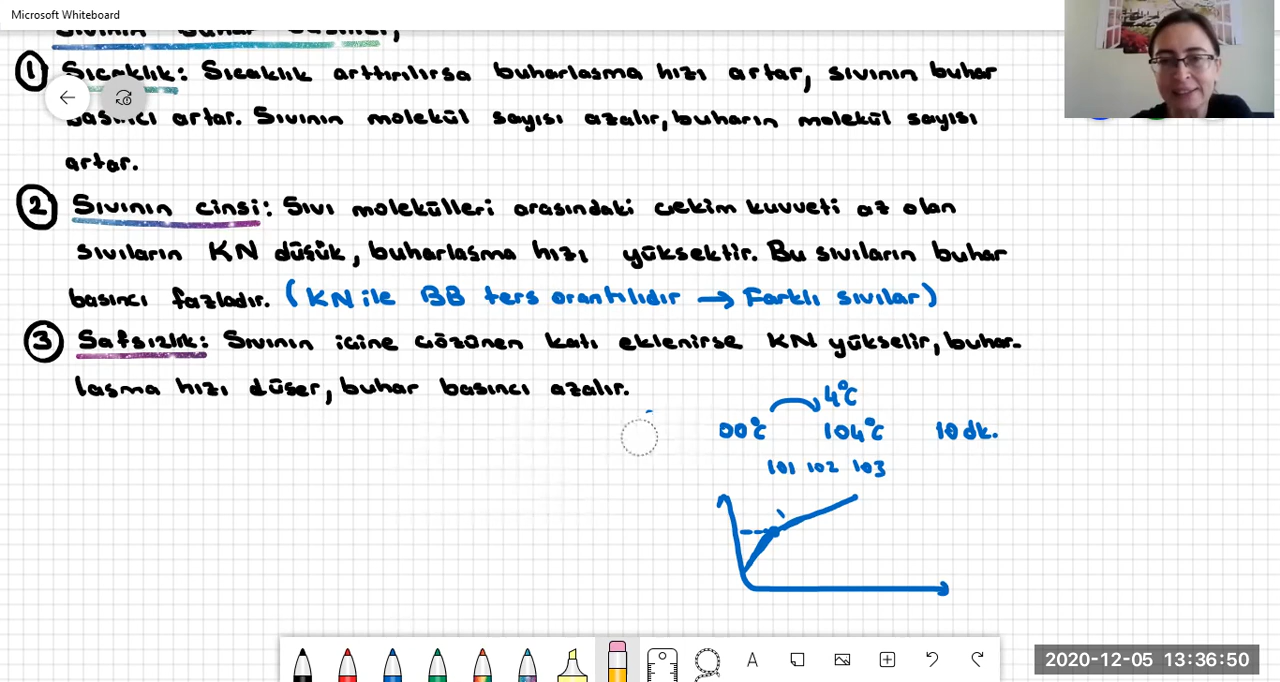 Microsoft Whiteboard
① Sıcaklık: Sıcaklık arttırılırsa buharlaşma hızı artar, sıvının buhar
basıncı artar. Sıvının molekül sayısı azalır, buharın molekül sayısı
artar.
② Sıvının cinsi: Sıvı molekülleri arasındaki çekim kuvveti az olan
sıvıların KN düşük, buharlaşma hızı yüksektir. Bu sıvıların buhar
basıncı fazladır. (KN ile BB ters orantılıdır → Farklı sıvılar)
③ Safsızlık: Sıvının içine çözünen katı eklenirse KN yükselir, buhar-
laşma hızı düşer, buhar basıncı azalır.
4°C
00°C 104°C 10 dk.
101 102 103
2020-12-05 13:36:50